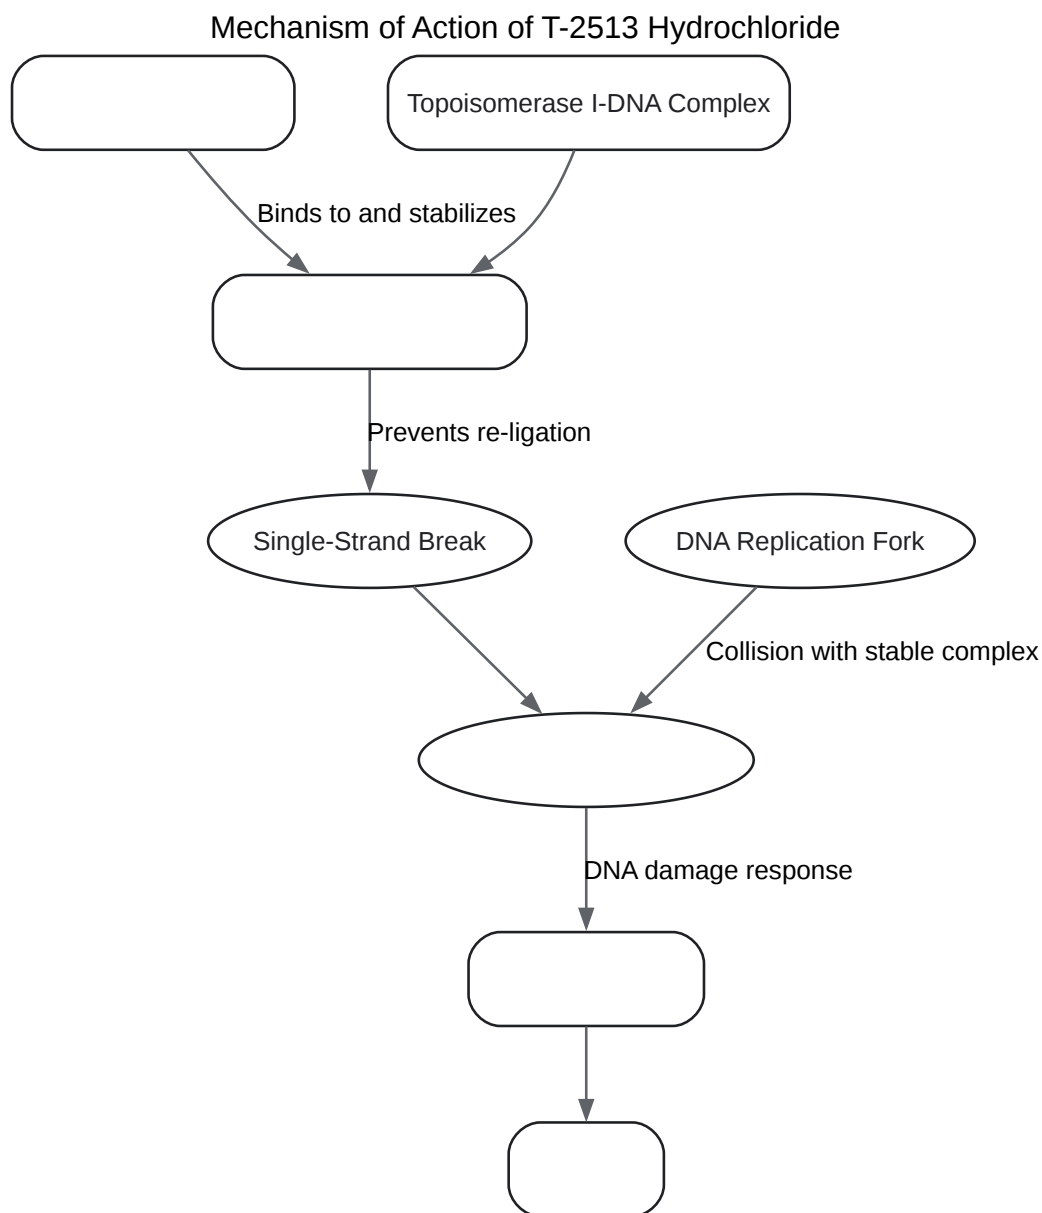 Mechanism of Action of T-2513 Hydrochloride
Topoisomerase I-DNA Complex
Binds to and stabilizes
Prevents re-ligation
Single-Strand Break
DNA Replication Fork
Collision with stable complex
DNA damage response